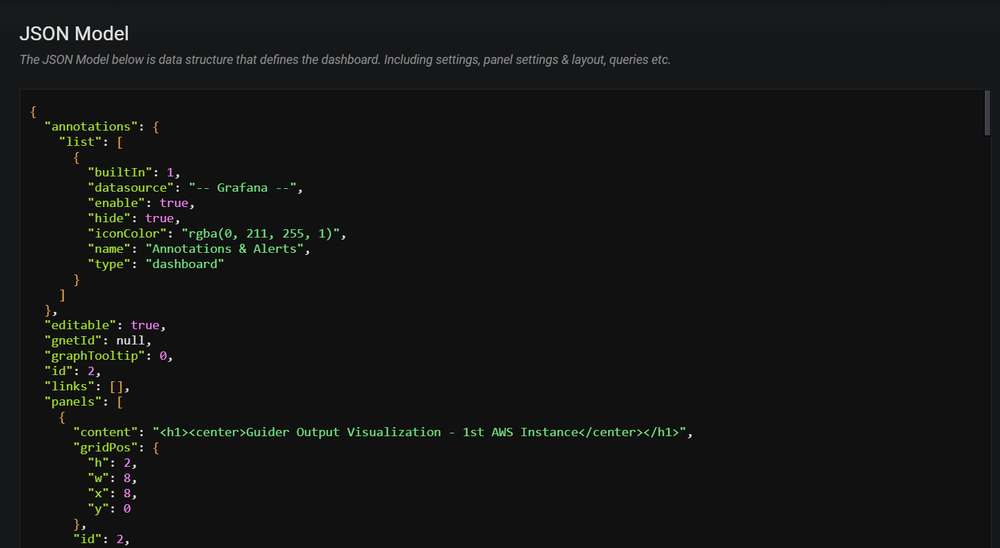 JSON Model
The JSON Model below is data structure that defines the dashboard. Including settings, panel settings & layout, queries etc.
{
  "annotations": {
    "list": [
      {
        "builtIn": 1,
        "datasource": "-- Grafana --",
        "enable": true,
        "hide": true,
        "iconColor": "rgba(0, 211, 255, 1)",
        "name": "Annotations & Alerts",
        "type": "dashboard"
      }
    ]
  },
  "editable": true,
  "gnetId": null,
  "graphTooltip": 0,
  "id": 2,
  "links": [],
  "panels": [
    {
      "content": "<h1><center>Guider Output Visualization - 1st AWS Instance</center></h1>",
      "gridPos": {
        "h": 2,
        "w": 8,
        "x": 8,
        "y": 0
      },
      "id": 2,